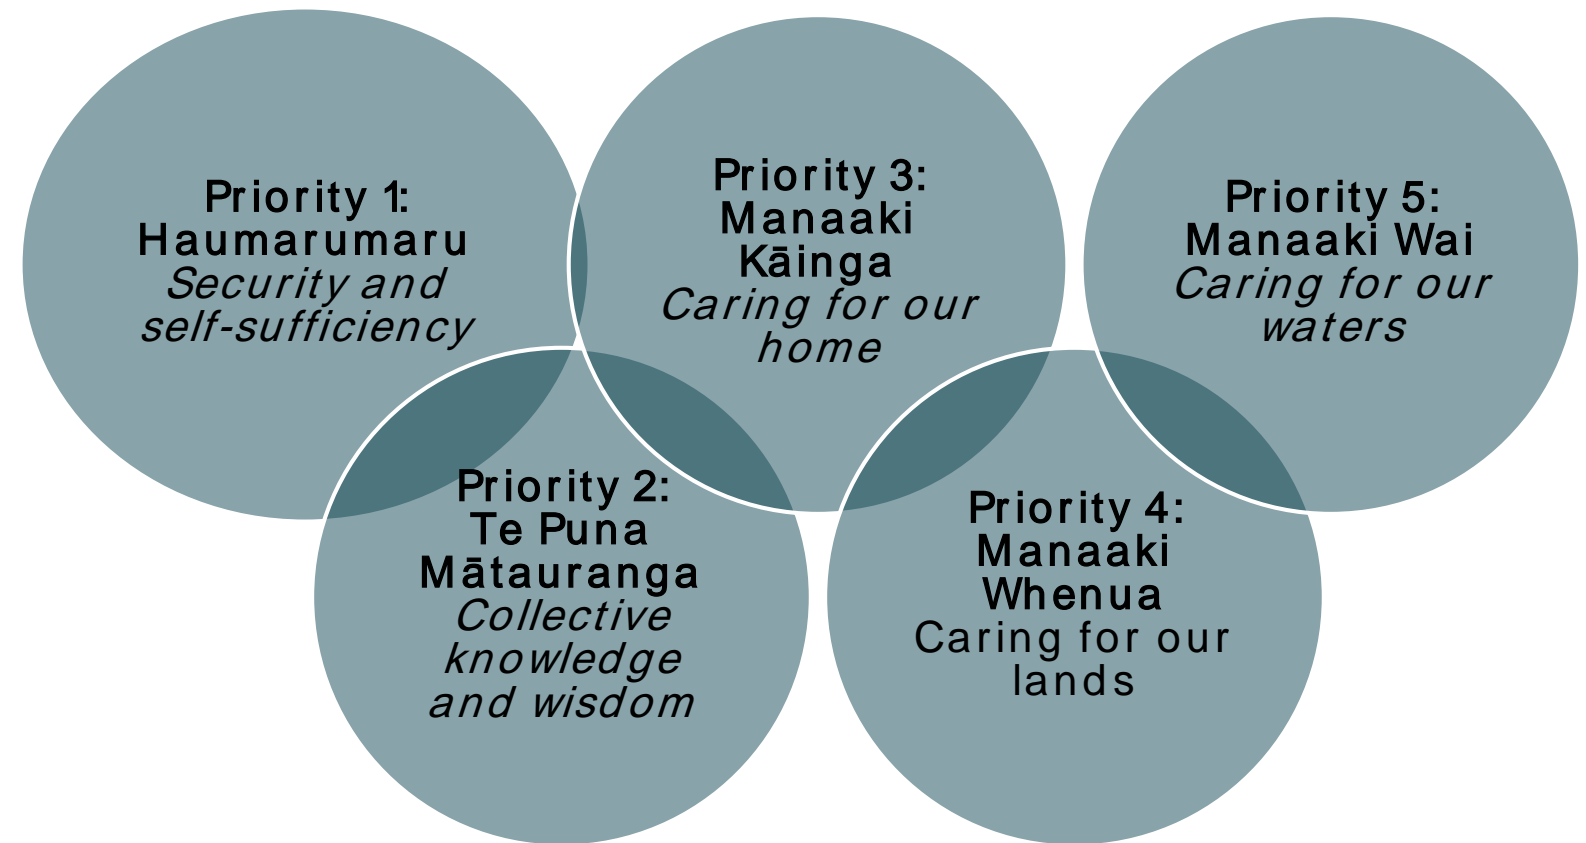 Priority 1:
Haumarumaru
Security and
self-sufficiency
Priority 2:
Te Puna
Mātauranga
Collective
knowledge
and wisdom
Priority 3:
Manaaki
Kāinga
Caring for our
home
Priority 4:
Manaaki
Whenua
Caring for our
lands
Priority 5:
Manaaki Wai
Caring for our
waters